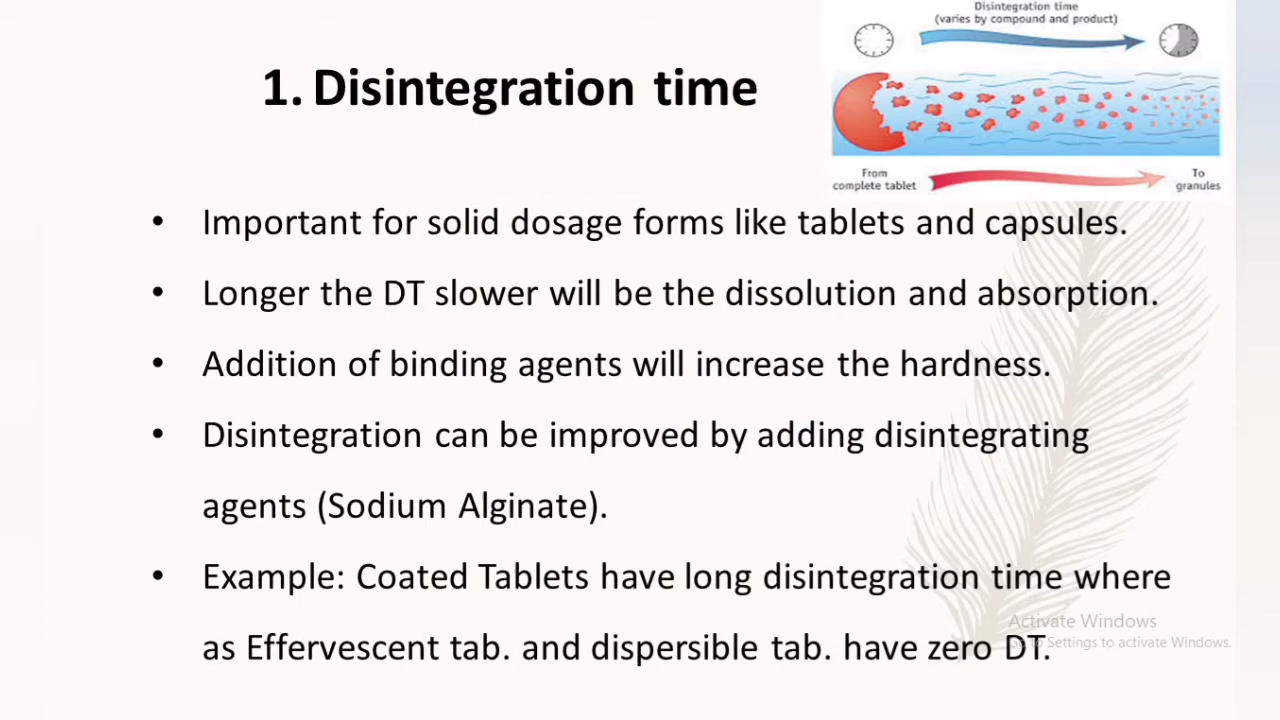 Disintegration time
(varies by compound and product)
1. Disintegration time
From
complete tablet
To
granules
• Important for solid dosage forms like tablets and capsules.
• Longer the DT slower will be the dissolution and absorption.
• Addition of binding agents will increase the hardness.
• Disintegration can be improved by adding disintegrating
agents (Sodium Alginate).
• Example: Coated Tablets have long disintegration time where
as Effervescent tab. and dispersible tab. have zero DT.
Activate Windows
Go to Settings to activate Windows.